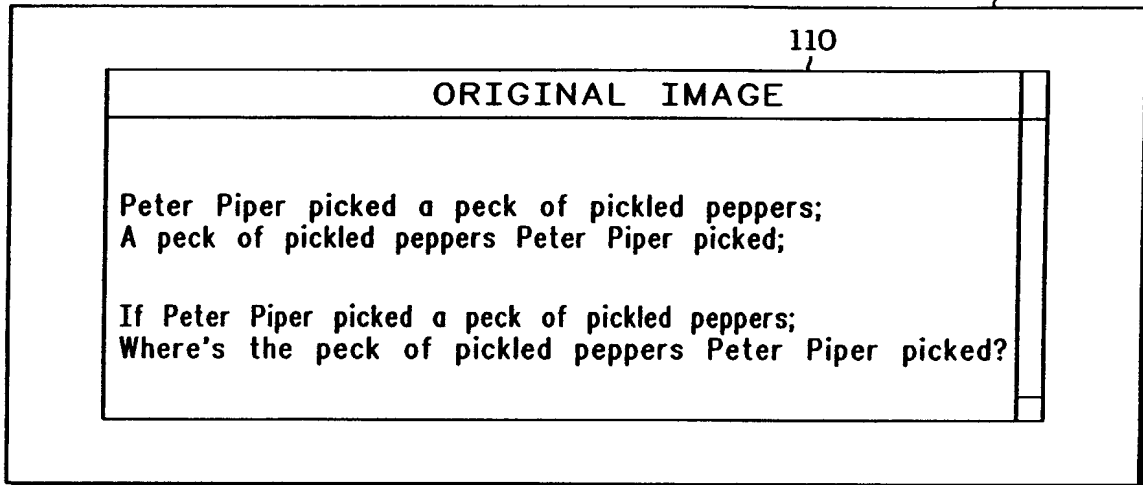 110
ORIGINAL IMAGE
Peter Piper picked a peck of pickled peppers;
A peck of pickled peppers Peter Piper picked;
If Peter Piper picked a peck of pickled peppers;
Where's the peck of pickled peppers Peter Piper picked?